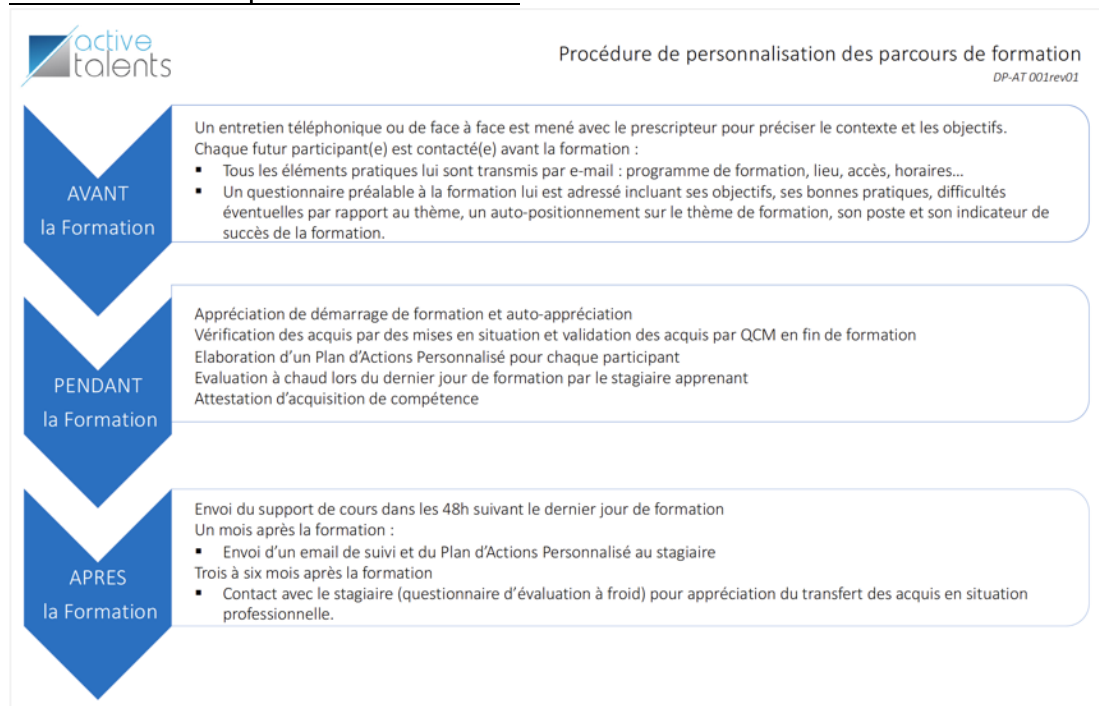 active
talents
Procédure de personnalisation des parcours de formation
DP-AT 001rev01
AVANT
la Formation
Un entretien téléphonique ou de face à face est mené avec le prescripteur pour préciser le contexte et les objectifs.
Chaque futur participant(e) est contacté(e) avant la formation :
▪ Tous les éléments pratiques lui sont transmis par e-mail : programme de formation, lieu, accès, horaires…
▪ Un questionnaire préalable à la formation lui est adressé incluant ses objectifs, ses bonnes pratiques, difficultés
éventuelles par rapport au thème, un auto-positionnement sur le thème de formation, son poste et son indicateur de
succès de la formation.
PENDANT
la Formation
Appréciation de démarrage de formation et auto-appréciation
Vérification des acquis par des mises en situation et validation des acquis par QCM en fin de formation
Elaboration d'un Plan d'Actions Personnalisé pour chaque participant
Evaluation à chaud lors du dernier jour de formation par le stagiaire apprenant
Attestation d'acquisition de compétence
APRES
la Formation
Envoi du support de cours dans les 48h suivant le dernier jour de formation
Un mois après la formation :
▪ Envoi d'un email de suivi et du Plan d'Actions Personnalisé au stagiaire
Trois à six mois après la formation
▪ Contact avec le stagiaire (questionnaire d'évaluation à froid) pour appréciation du transfert des acquis en situation
professionnelle.